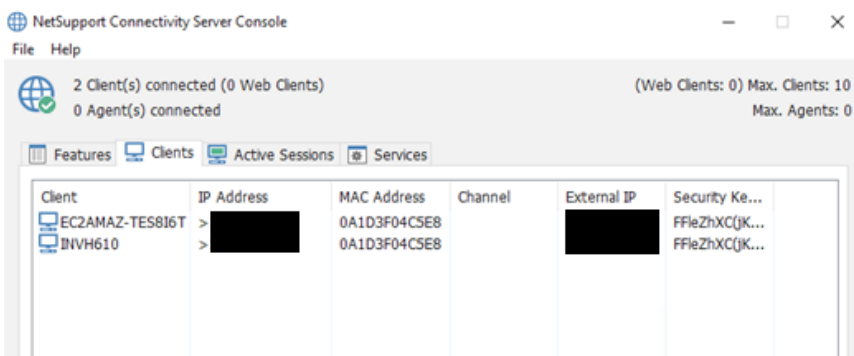 NetSupport Connectivity Server Console
File Help
2 Client(s) connected (0 Web Clients) (Web Clients: 0) Max. Clients: 10
0 Agent(s) connected Max. Agents: 0
Features Clients Active Sessions Services
Client IP Address MAC Address Channel External IP Security Ke...
EC2AMAZ-TES8I6T > 0A1D3F04C5E8 FFleZhXC(jK...
INVH610 > 0A1D3F04C5E8 FFleZhXC(jK...